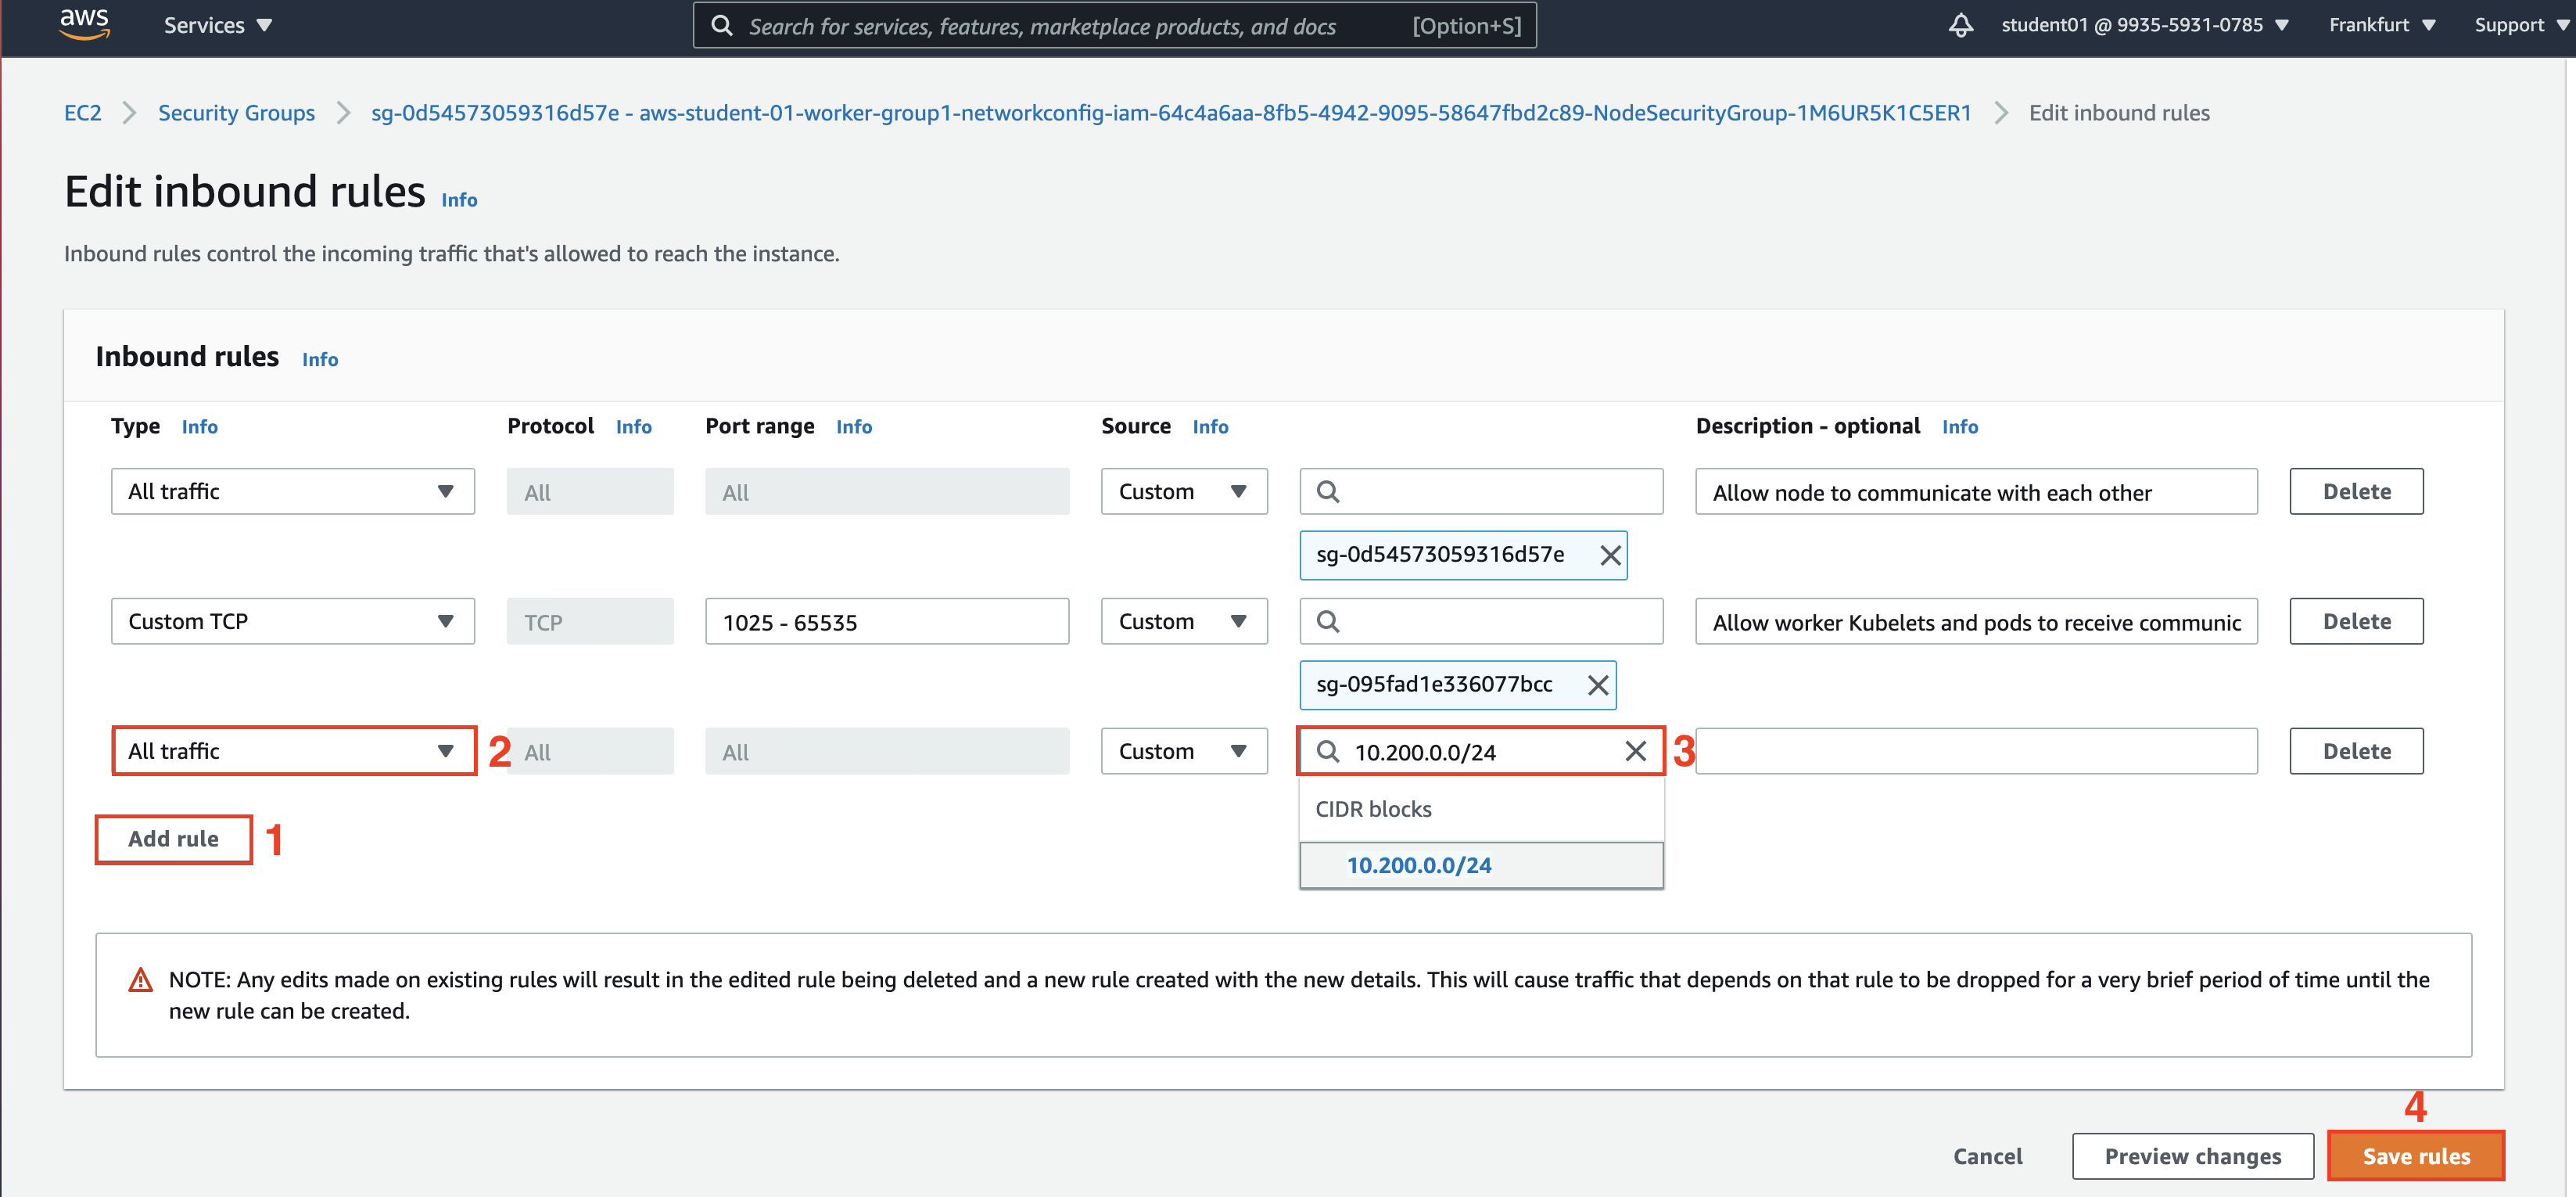 aws
Services
Search for services, features, marketplace products, and docs
[Option+S]
student01 @ 9935-5931-0785
Frankfurt
Support
EC2
Security Groups
sg-0d54573059316d57e - aws-student-01-worker-group1-networkconfig-iam-64c4a6aa-8fb5-4942-9095-58647fbd2c89-NodeSecurityGroup-1M6UR5K1C5ER1
Edit inbound rules
Edit inbound rules Info
Inbound rules control the incoming traffic that's allowed to reach the instance.
Inbound rules Info
Type Info
Protocol Info
Port range Info
Source Info
Description - optional Info
All traffic
All
All
Custom
Allow node to communicate with each other
Delete
sg-0d54573059316d57e
Custom TCP
TCP
1025 - 65535
Custom
Allow worker Kubelets and pods to receive communic
Delete
sg-095fad1e336077bcc
All traffic
2
All
All
Custom
10.200.0.0/24
3
Delete
CIDR blocks
10.200.0.0/24
Add rule
1
NOTE: Any edits made on existing rules will result in the edited rule being deleted and a new rule created with the new details. This will cause traffic that depends on that rule to be dropped for a very brief period of time until the
new rule can be created.
4
Cancel
Preview changes
Save rules